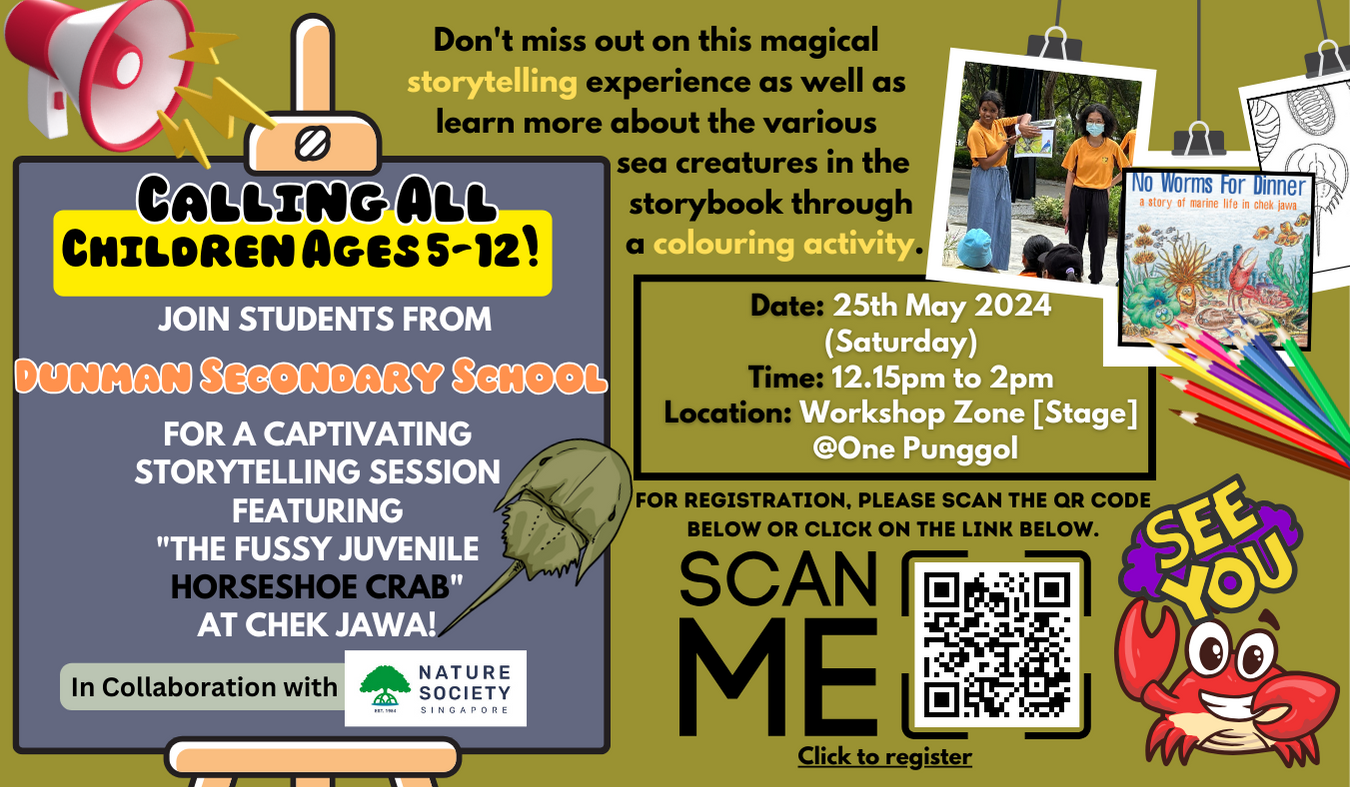 Calling All
Children Ages 5-12!
JOIN STUDENTS FROM
Dunman Secondary School
FOR A CAPTIVATING
STORYTELLING SESSION
FEATURING
"THE FUSSY JUVENILE
HORSESHOE CRAB"
AT CHEK JAWA!
In Collaboration with
NATURE
SOCIETY
SINGAPORE
EST. 1954
Don't miss out on this magical
storytelling experience as well as
learn more about the various
sea creatures in the
storybook through
a colouring activity.
No Worms For Dinner
a story of marine life in chek jawa
Date: 25th May 2024
(Saturday)
Time: 12.15pm to 2pm
Location: Workshop Zone [Stage]
@One Punggol
FOR REGISTRATION, PLEASE SCAN THE QR CODE
BELOW OR CLICK ON THE LINK BELOW.
SCAN
ME
Click to register
SEE
YOU